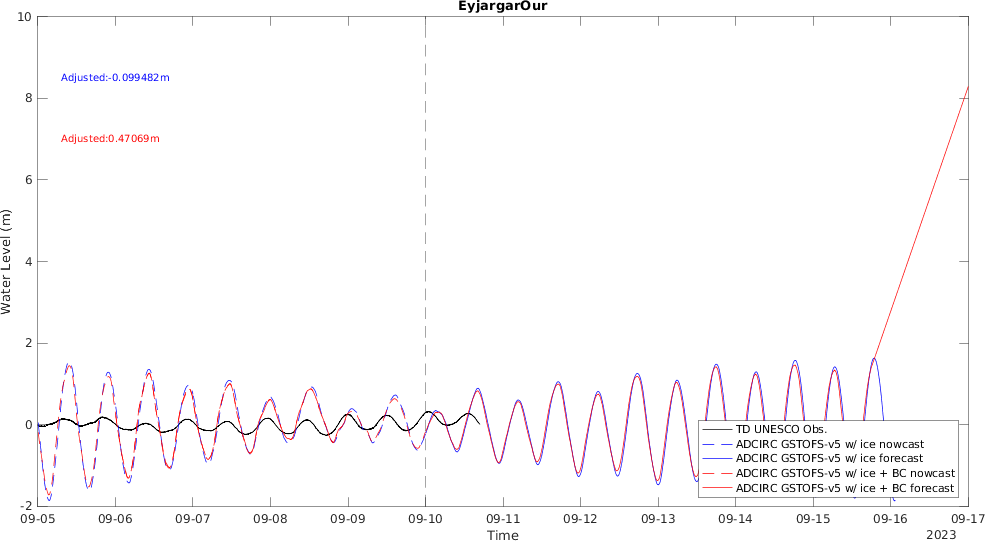 EyjargarOur
10
8
6
4
2
0
-2
Water Level (m)
Adjusted:-0.099482m
Adjusted:0.47069m
TD UNESCO Obs.
ADCIRC GSTOFS-v5 w/ ice nowcast
ADCIRC GSTOFS-v5 w/ ice forecast
ADCIRC GSTOFS-v5 w/ ice + BC nowcast
ADCIRC GSTOFS-v5 w/ ice + BC forecast
09-05 09-06 09-07 09-08 09-09 09-10 09-11 09-12 09-13 09-14 09-15 09-16 09-17
Time
2023